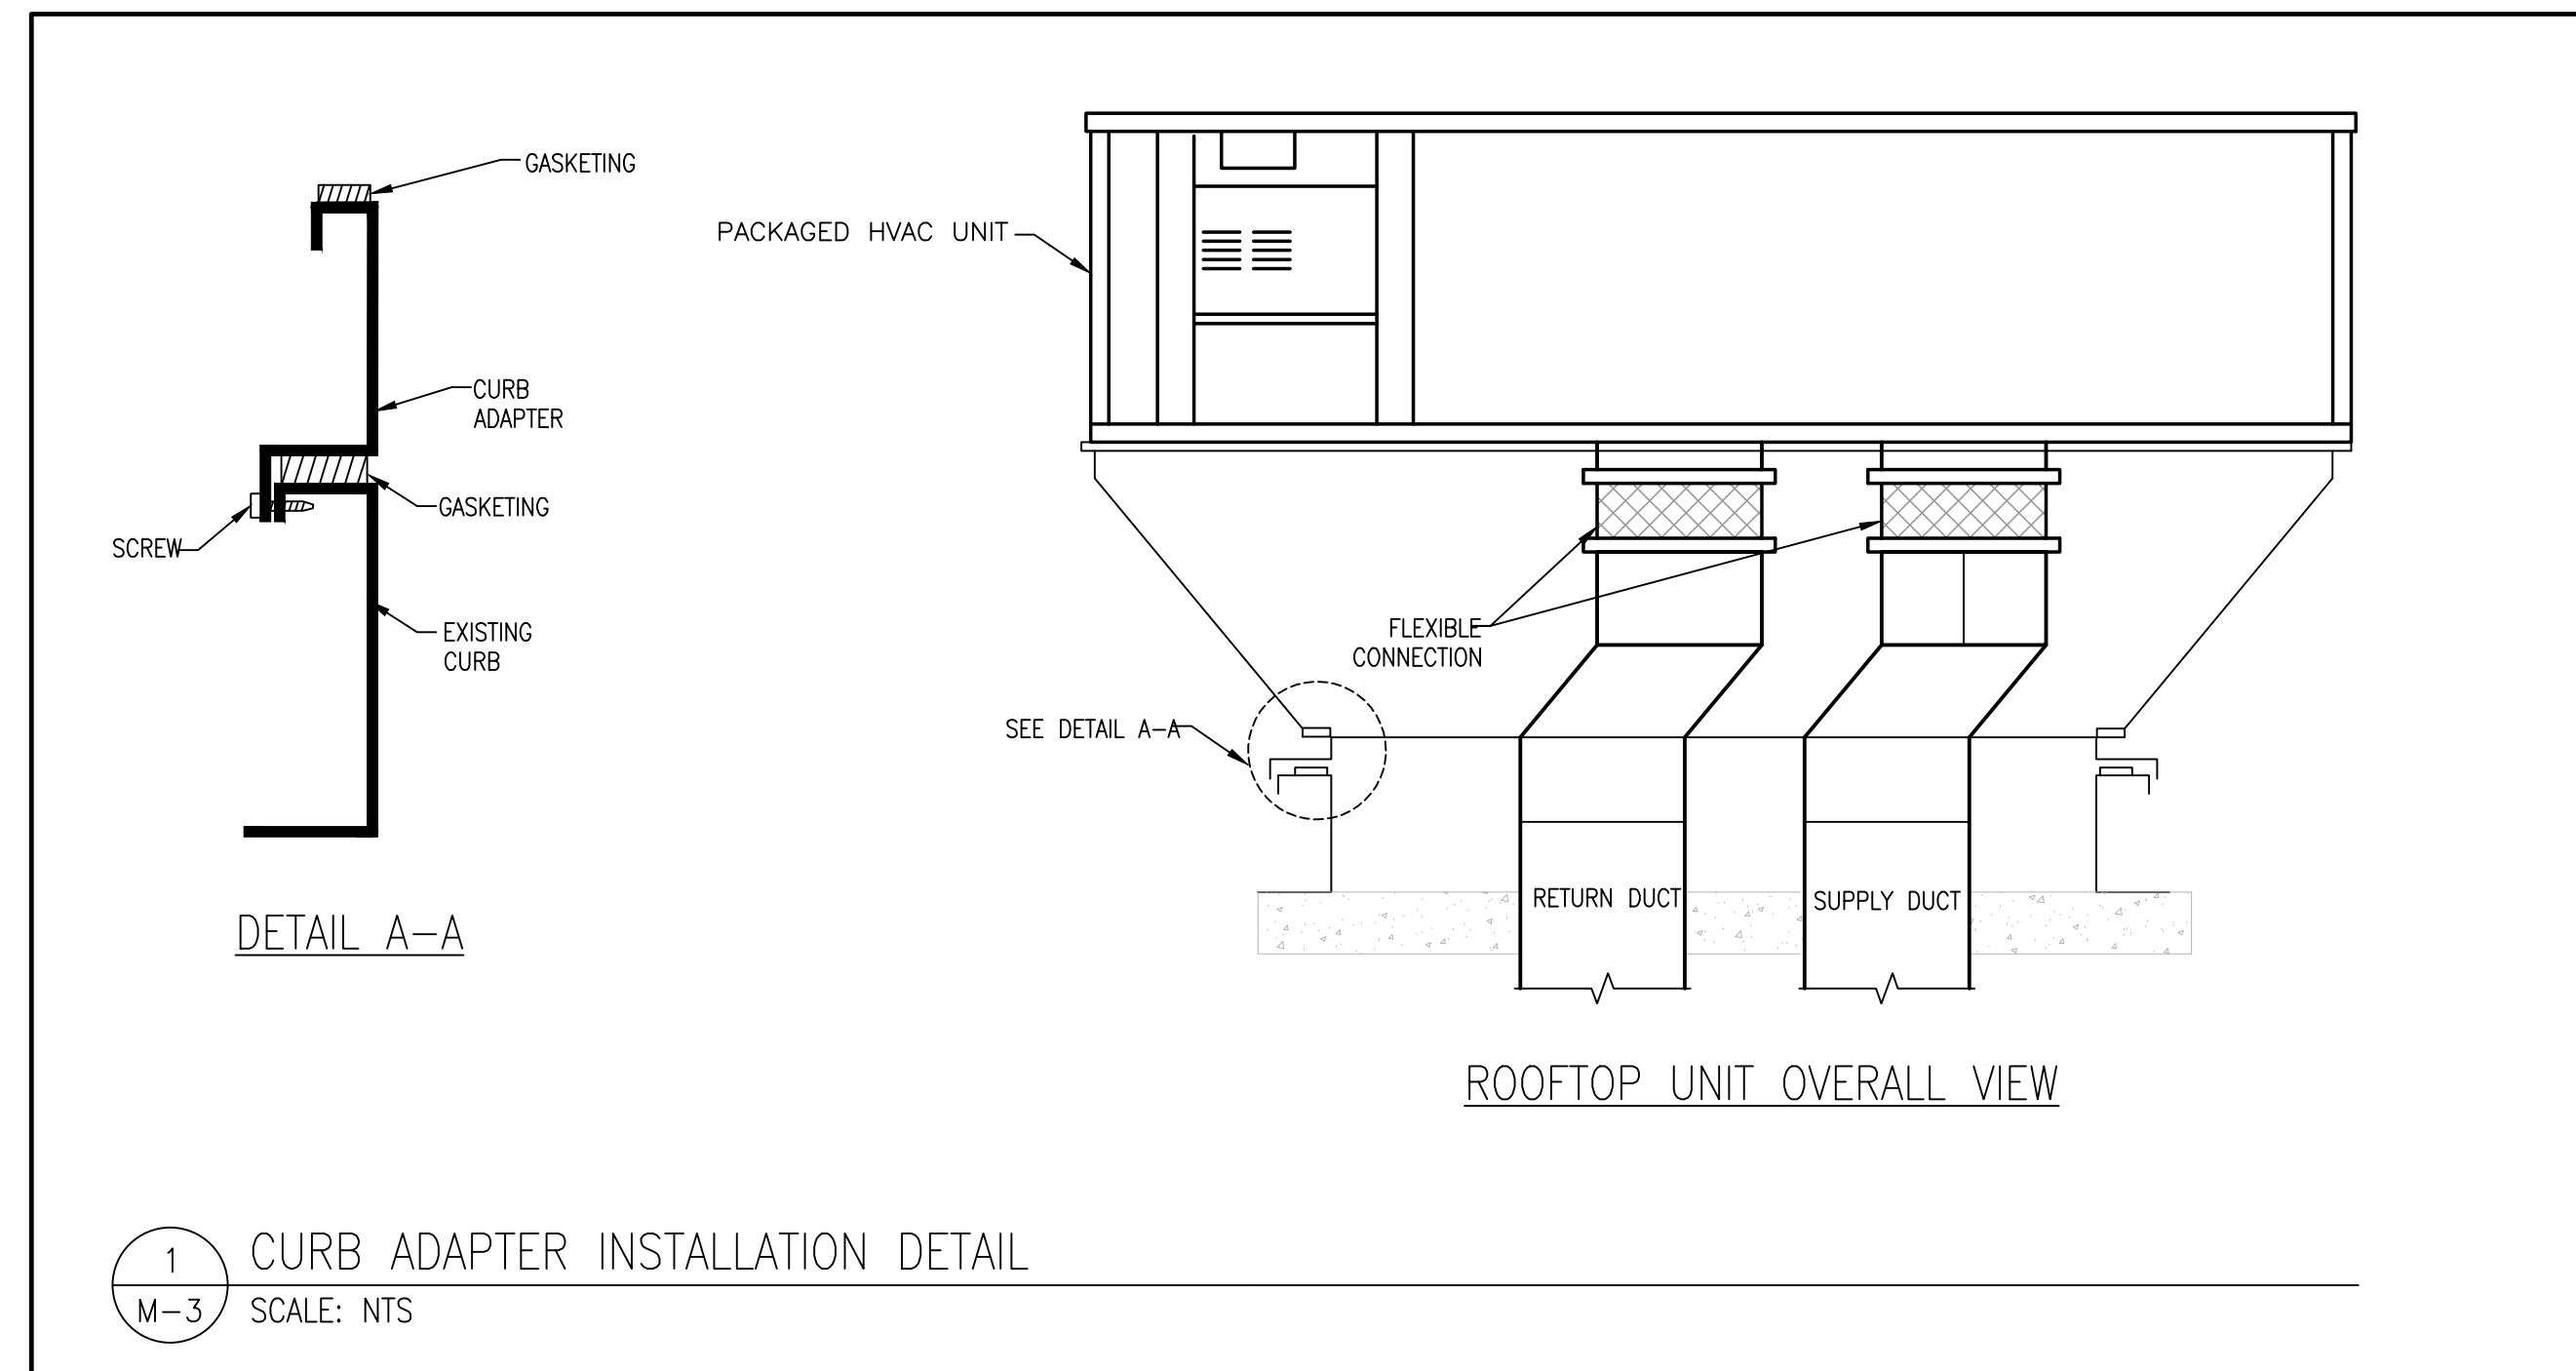 GASKETING
PACKAGED HVAC UNIT
CURB
ADAPTER
GASKETING
SCREW
EXISTING
CURB
FLEXIBLE
CONNECTION
SEE DETAIL A-A
RETURN DUCT
SUPPLY DUCT
DETAIL A-A
ROOFTOP UNIT OVERALL VIEW
1
CURB ADAPTER INSTALLATION DETAIL
M-3
SCALE: NTS